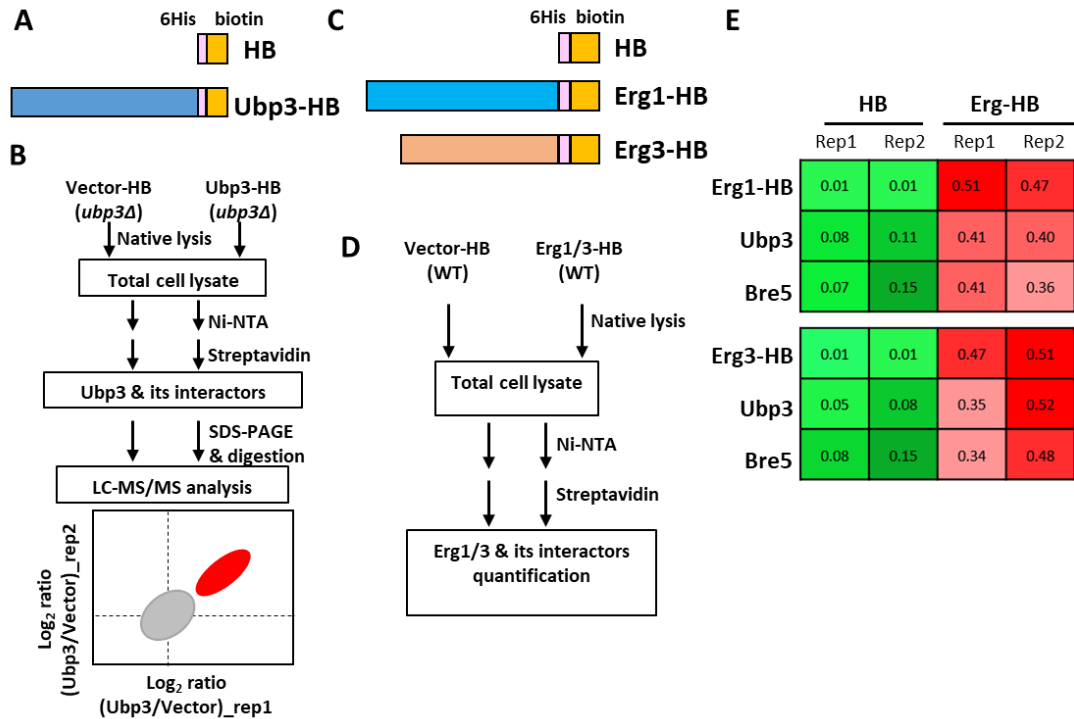 A
6His biotin
HB
Ubp3-HB
B
Vector-HB
(ubp3Δ)
Ubp3-HB
(ubp3Δ)
Native lysis
Total cell lysate
Ni-NTA
Streptavidin
Ubp3 & its interactors
SDS-PAGE
& digestion
LC-MS/MS analysis
Log2 ratio
(Ubp3/Vector)_rep2
Log2 ratio
(Ubp3/Vector)_rep1
C
6His biotin
HB
Erg1-HB
Erg3-HB
D
Vector-HB
(WT)
Erg1/3-HB
(WT)
Native lysis
Total cell lysate
Ni-NTA
Streptavidin
Erg1/3 & its interactors
quantification
E
HB Erg-HB
Rep1 Rep2 Rep1 Rep2
Erg1-HB 0.01 0.01 0.51 0.47
Ubp3 0.08 0.11 0.41 0.40
Bre5 0.07 0.15 0.41 0.36
Erg3-HB 0.01 0.01 0.47 0.51
Ubp3 0.05 0.08 0.35 0.52
Bre5 0.08 0.15 0.34 0.48